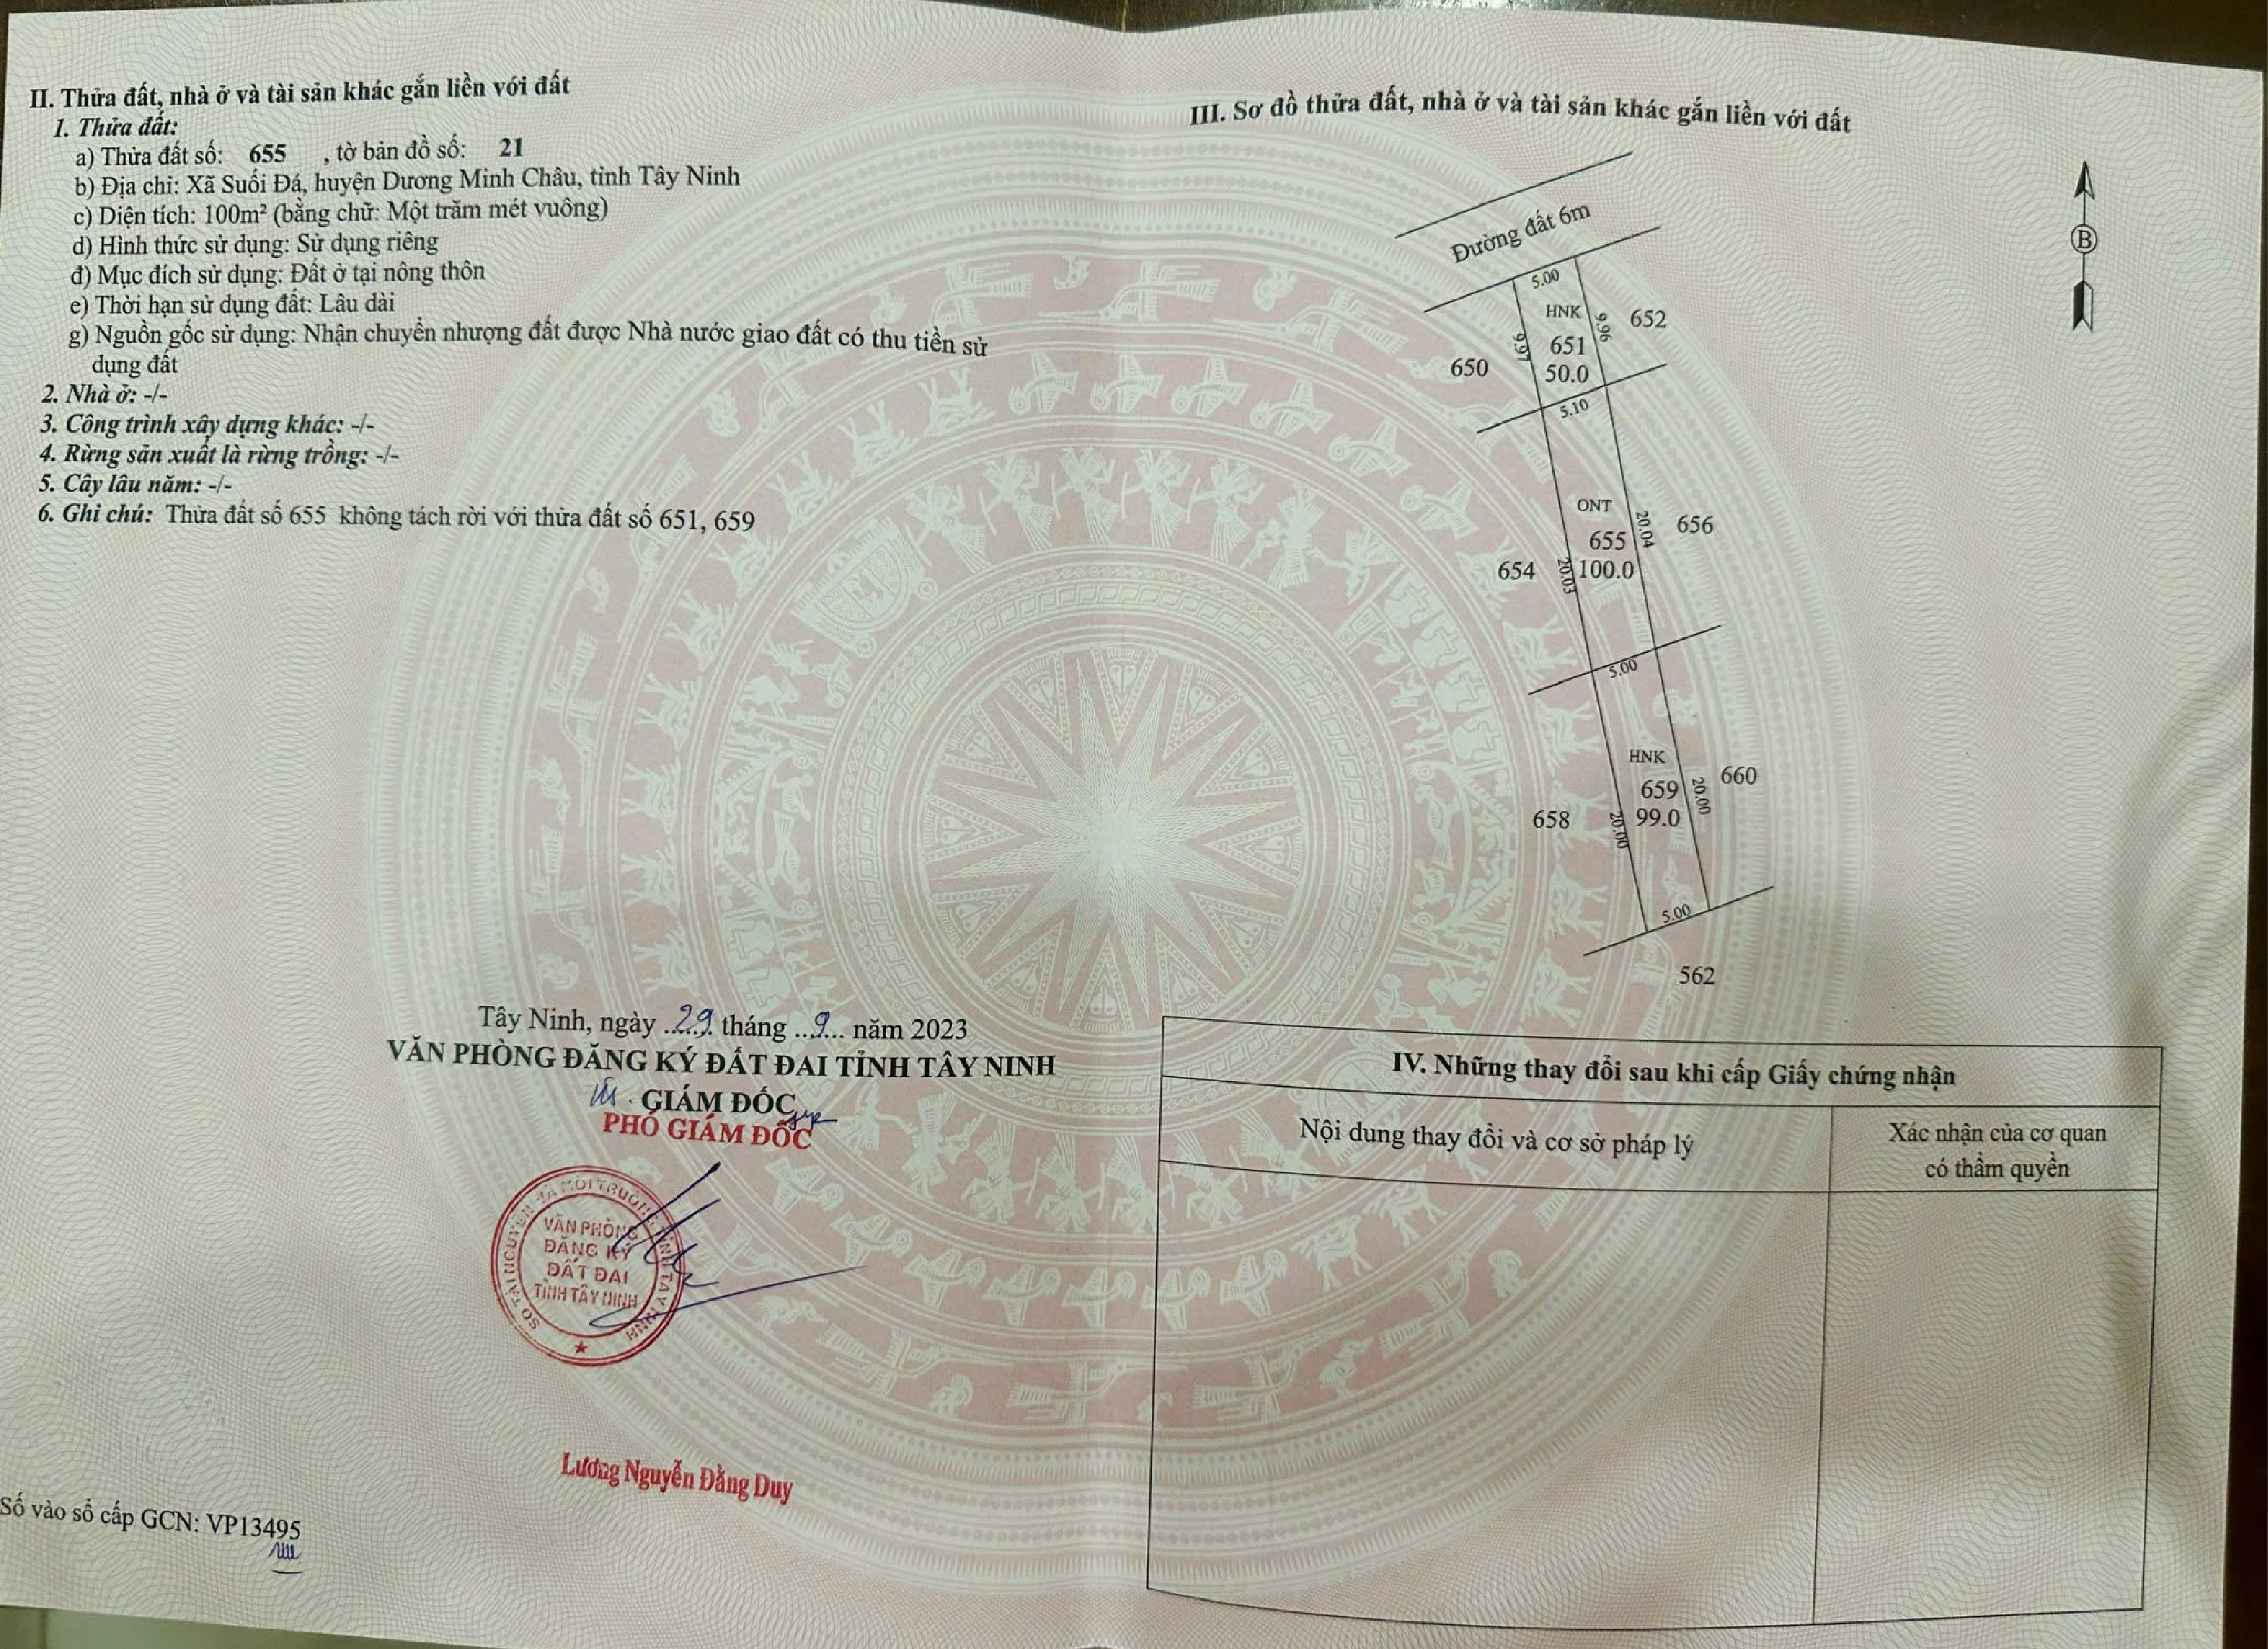 II. Thửa đất, nhà ở và tài sản khác gắn liền với đất
1. Thửa đất:
a) Thửa đất số: 655 , tờ bản đồ số: 21
b) Địa chỉ: Xã Suối Đá, huyện Dương Minh Châu, tỉnh Tây Ninh
c) Diện tích: 100m² (bằng chữ: Một trăm mét vuông)
d) Hình thức sử dụng: Sử dụng riêng
đ) Mục đích sử dụng: Đất ở tại nông thôn
e) Thời hạn sử dụng đất: Lâu dài
g) Nguồn gốc sử dụng: Nhận chuyển nhượng đất được Nhà nước giao đất có thu tiền sử
dụng đất
2. Nhà ở: -/-
3. Công trình xây dựng khác: -/-
4. Rừng sản xuất là rừng trồng: -/-
5. Cây lâu năm: -/-
6. Ghi chú: Thửa đất số 655 không tách rời với thửa đất số 651, 659
Tây Ninh, ngày ..29. tháng ..9... năm 2023
VĂN PHÒNG ĐĂNG KÝ ĐẤT ĐAI TỈNH TÂY NINH
GIÁM ĐỐC
PHÓ GIÁM ĐỐC
SỞ TÀI NGUYÊN VÀ MÔI TRƯỜNG TỈNH TÂY NINH
VĂN PHÒNG
ĐĂNG KÝ
ĐẤT ĐAI
TỈNH TÂY NINH
Lương Nguyễn Đằng Duy
Số vào sổ cấp GCN: VP13495
III. Sơ đồ thửa đất, nhà ở và tài sản khác gắn liền với đất
B
Đường đất 6m
5.00
HNK
9.97
9.96
652
651
650
50.0
5.10
ONT
20.04
656
655
654
20.03
100.0
5.00
HNK
660
659
20.00
658
20.00
99.0
5.00
562
IV. Những thay đổi sau khi cấp Giấy chứng nhận
Nội dung thay đổi và cơ sở pháp lý
Xác nhận của cơ quan
có thẩm quyền